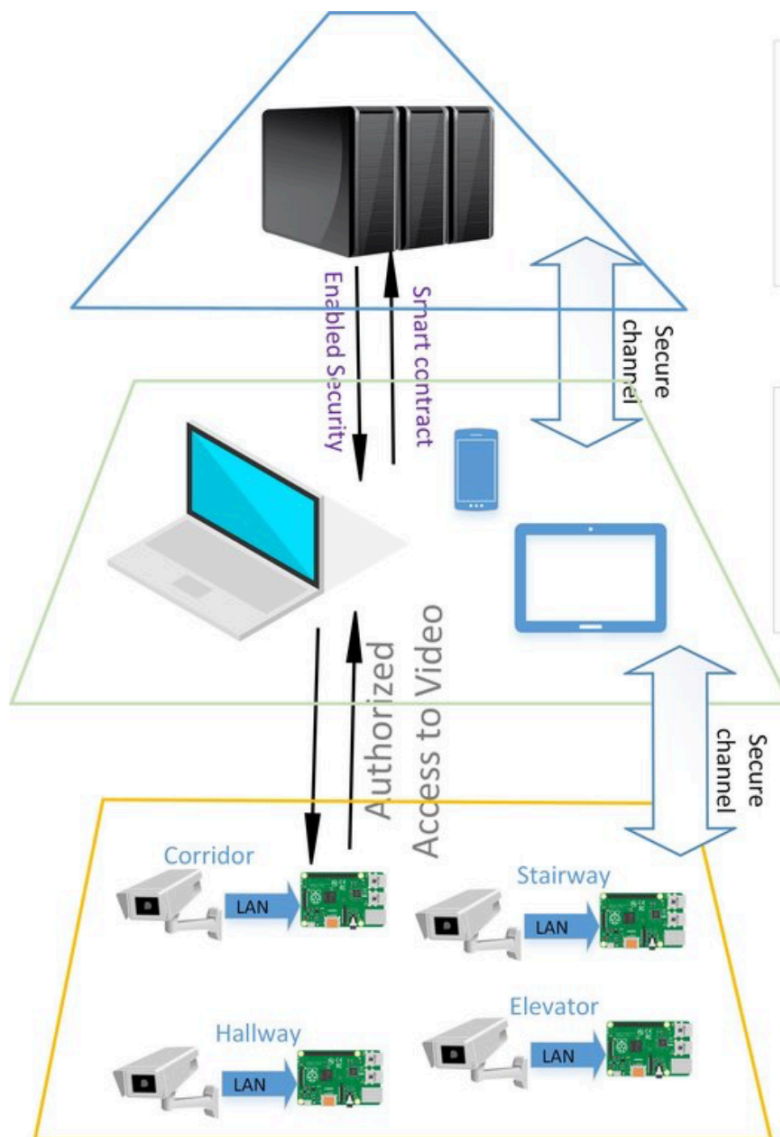 Enabled Security
Smart contract
Secure
channel
Authorized
Access to Video
Secure
channel
Corridor
LAN
Stairway
LAN
Hallway
LAN
Elevator
LAN